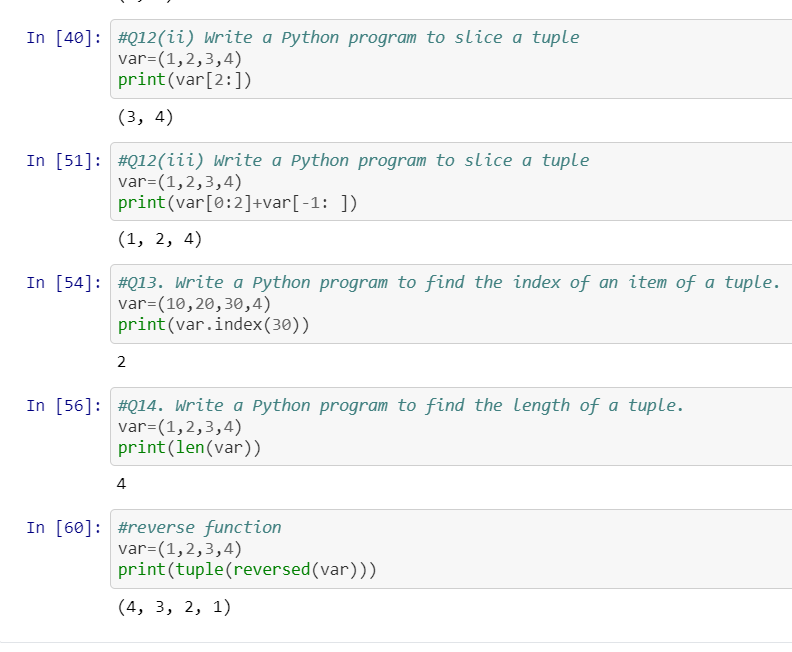 In [40]: #Q12(ii) Write a Python program to slice a tuple
var=(1,2,3,4)
print(var[2:])
(3, 4)
In [51]: #Q12(iii) Write a Python program to slice a tuple
var=(1,2,3,4)
print(var[0:2]+var[-1: ])
(1, 2, 4)
In [54]: #Q13. Write a Python program to find the index of an item of a tuple.
var=(10,20,30,4)
print(var.index(30))
2
In [56]: #Q14. Write a Python program to find the length of a tuple.
var=(1,2,3,4)
print(len(var))
4
In [60]: #reverse function
var=(1,2,3,4)
print(tuple(reversed(var)))
(4, 3, 2, 1)